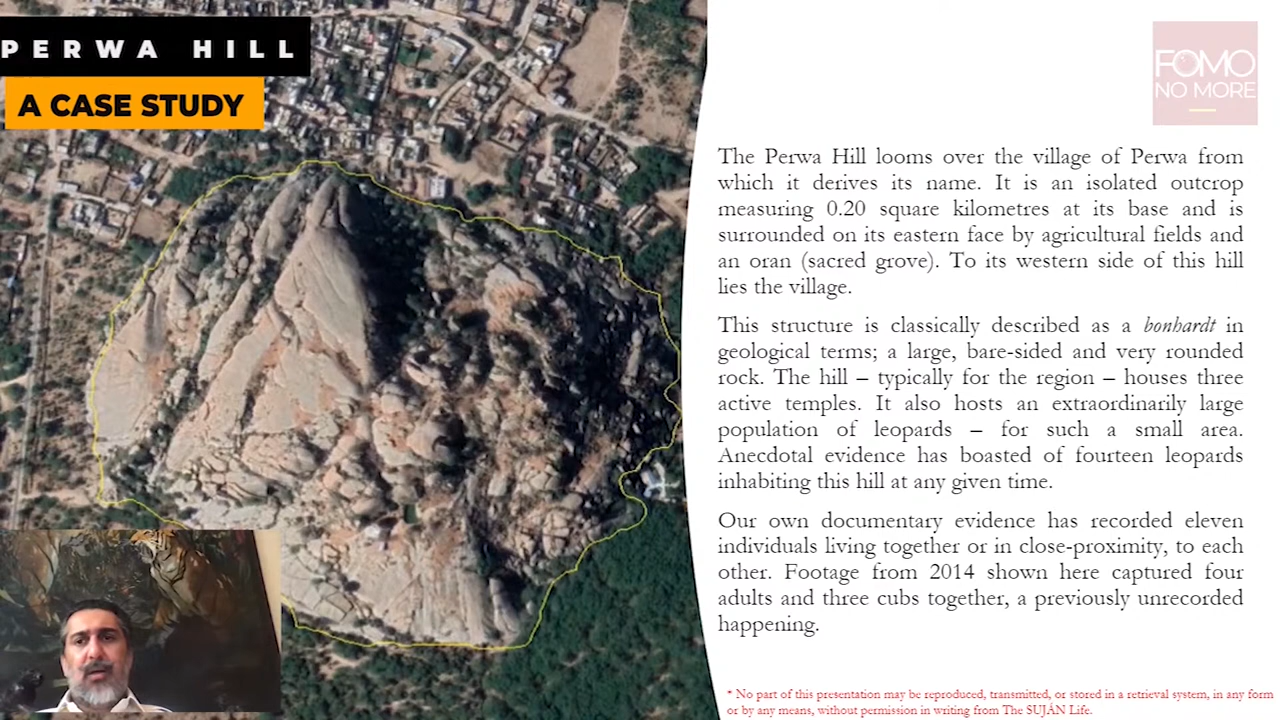 PERWA HILL
A CASE STUDY
FOMO
NO MORE
The Perwa Hill looms over the village of Perwa from
which it derives its name. It is an isolated outcrop
measuring 0.20 square kilometres at its base and is
surrounded on its eastern face by agricultural fields and
an oran (sacred grove). To its western side of this hill
lies the village.
This structure is classically described as a bonhardt in
geological terms; a large, bare-sided and very rounded
rock. The hill – typically for the region – houses three
active temples. It also hosts an extraordinarily large
population of leopards – for such a small area.
Anecdotal evidence has boasted of fourteen leopards
inhabiting this hill at any given time.
Our own documentary evidence has recorded eleven
individuals living together or in close-proximity, to each
other. Footage from 2014 shown here captured four
adults and three cubs together, a previously unrecorded
happening.
* No part of this presentation may be reproduced, transmitted, or stored in a retrieval system, in any form
or by any means, without permission in writing from The SUJÁN Life.